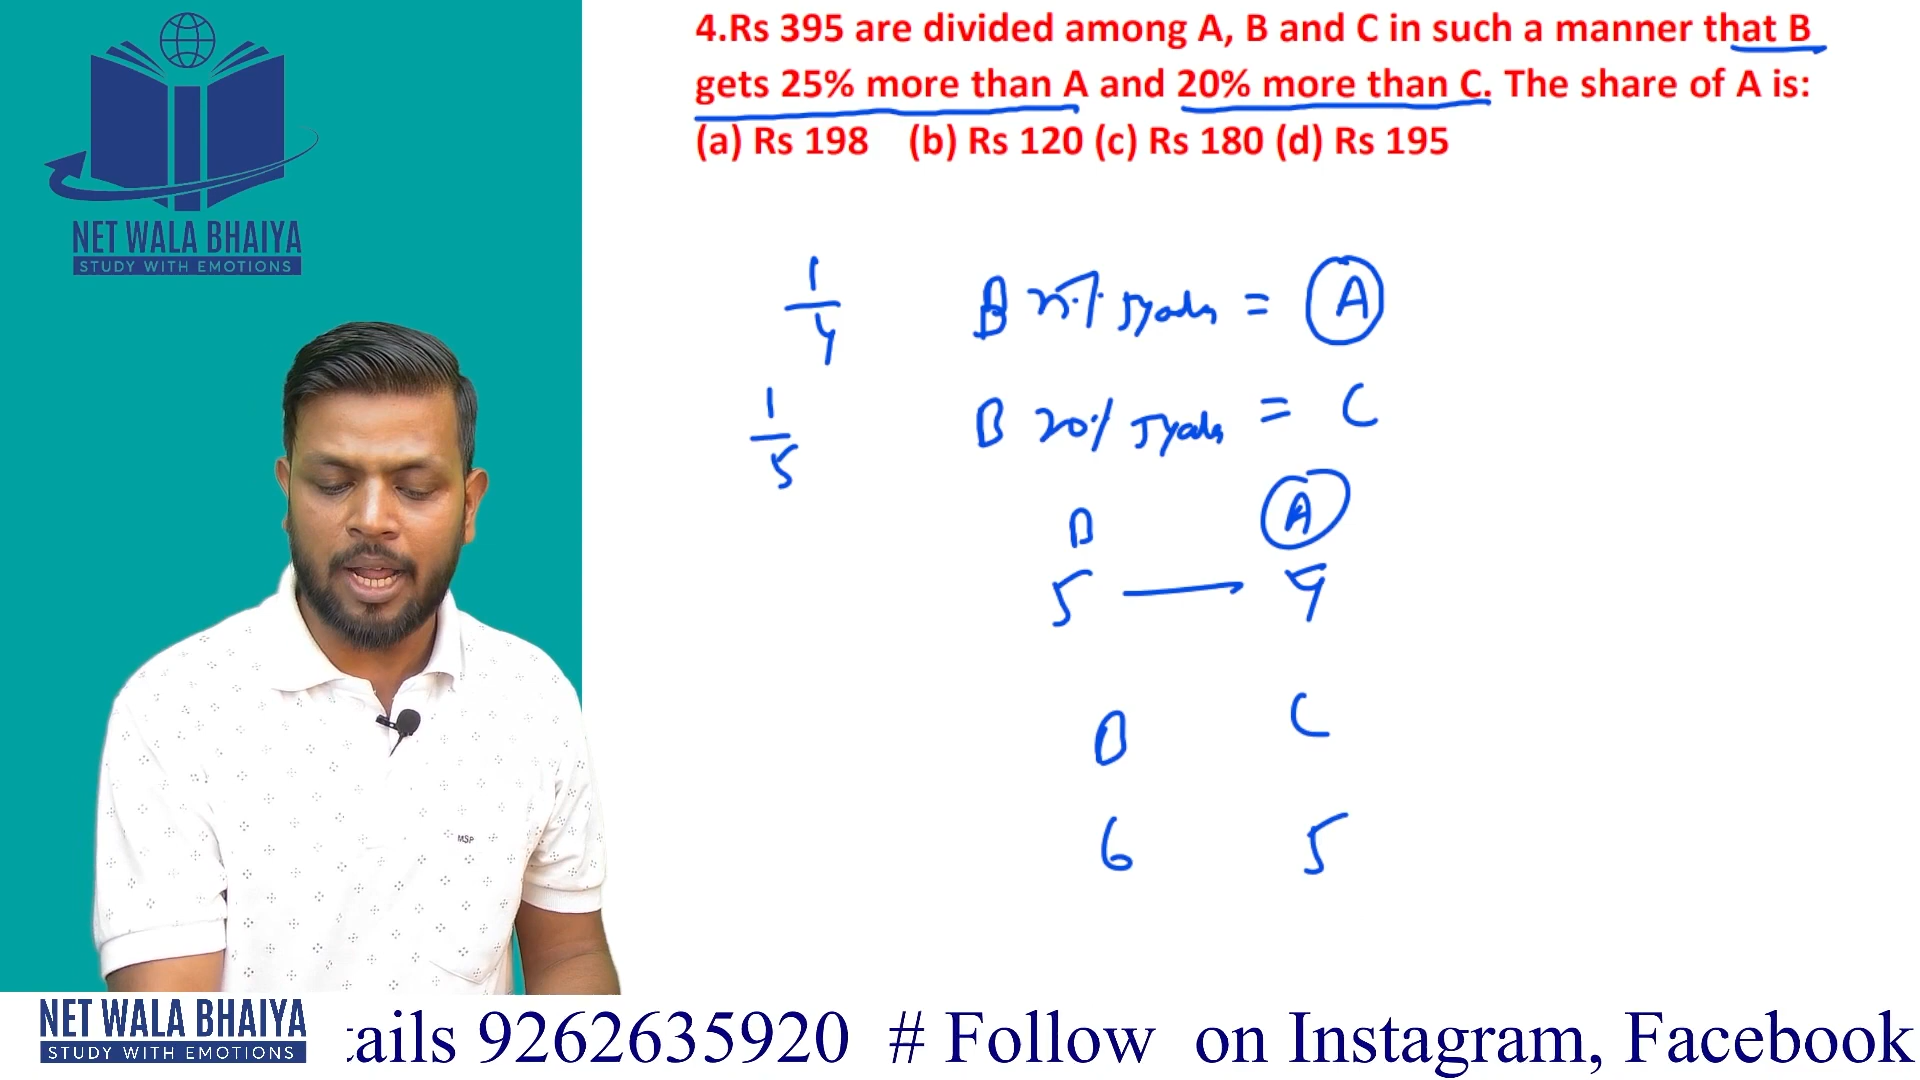 NET WALA BHAIYA
STUDY WITH EMOTIONS
4.Rs 395 are divided among A, B and C in such a manner that B
gets 25% more than A and 20% more than C. The share of A is:
(a) Rs 198 (b) Rs 120 (c) Rs 180 (d) Rs 195
1/4 B 25% = A
1/5 B 20% = C
B A
5 4
B C
6 5
MSP
NET WALA BHAIYA
STUDY WITH EMOTIONS
ails 9262635920 # Follow on Instagram, Facebook